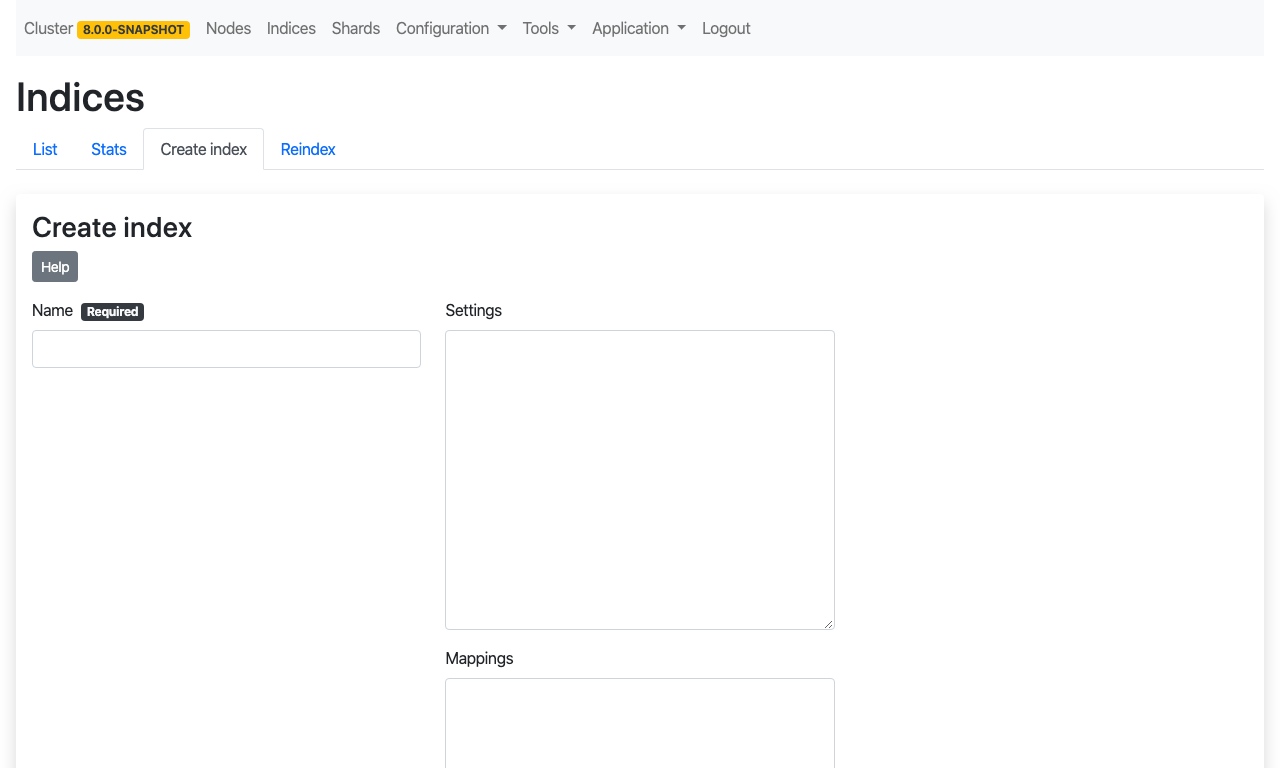 Cluster 8.0.0-SNAPSHOT Nodes Indices Shards Configuration Tools Application Logout
Indices
List Stats Create index Reindex
Create index
Help
Name Required Settings
Mappings